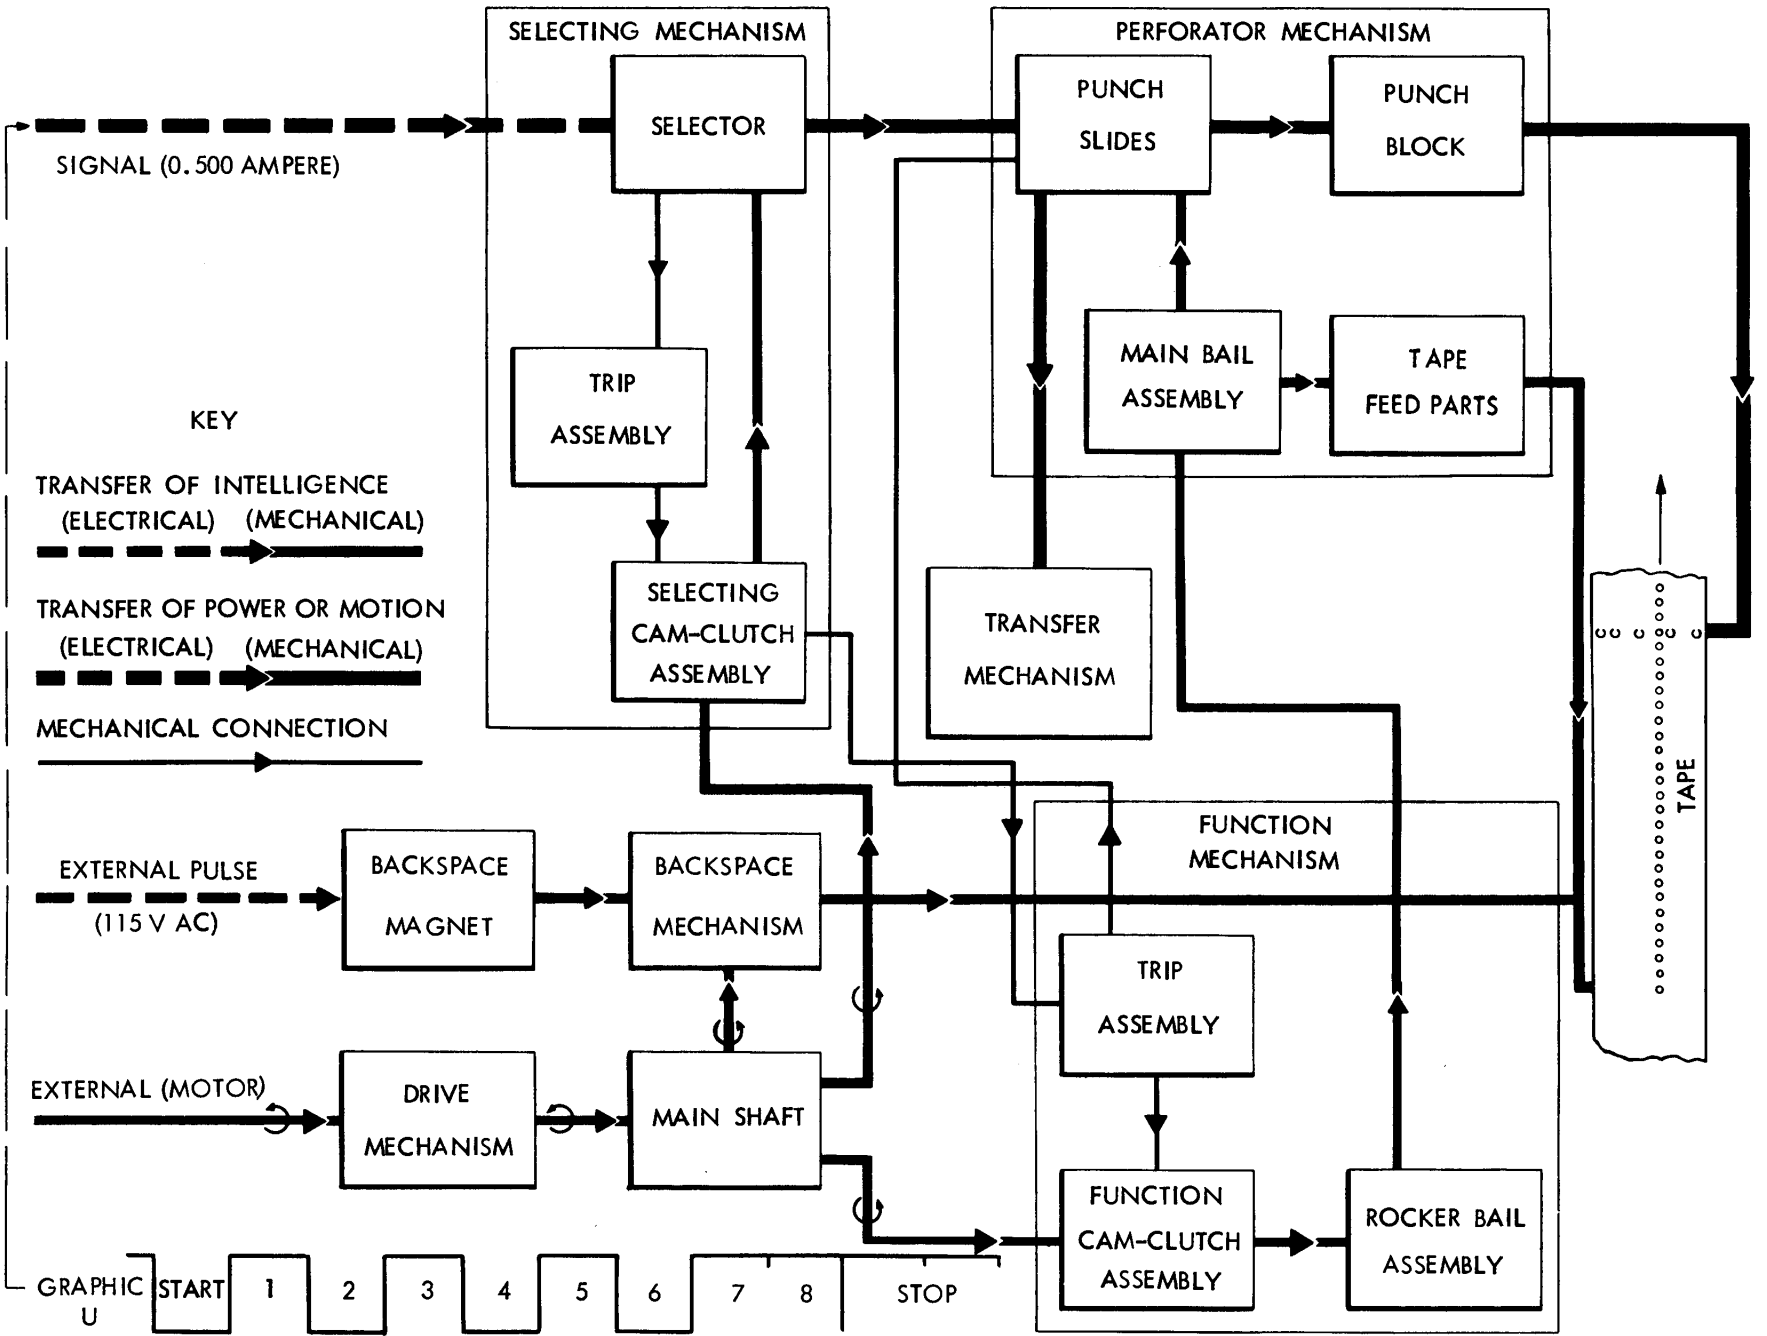 SELECTING MECHANISM
SELECTOR
TRIP
ASSEMBLY
SELECTING
CAM-CLUTCH
ASSEMBLY
PERFORATOR MECHANISM
PUNCH
SLIDES
PUNCH
BLOCK
MAIN BAIL
ASSEMBLY
TAPE
FEED PARTS
SIGNAL (0.500 AMPERE)
KEY
TRANSFER OF INTELLIGENCE
(ELECTRICAL) (MECHANICAL)
TRANSFER OF POWER OR MOTION
(ELECTRICAL) (MECHANICAL)
MECHANICAL CONNECTION
TRANSFER
MECHANISM
TAPE
EXTERNAL PULSE
(115 V AC)
BACKSPACE
MAGNET
BACKSPACE
MECHANISM
EXTERNAL (MOTOR)
DRIVE
MECHANISM
MAIN SHAFT
FUNCTION
MECHANISM
TRIP
ASSEMBLY
FUNCTION
CAM-CLUTCH
ASSEMBLY
ROCKER BAIL
ASSEMBLY
GRAPHIC
U
START 1 2 3 4 5 6 7 8 STOP